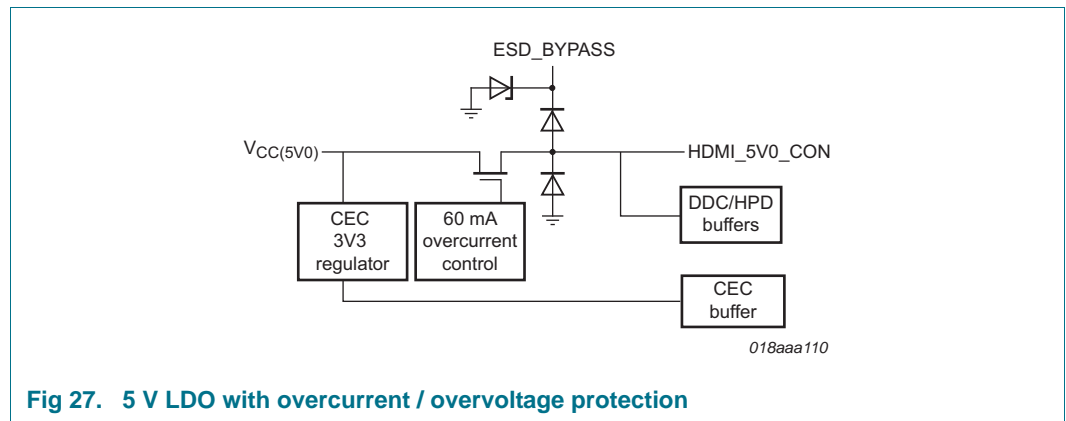 ESD_BYPASS
VCC(5V0)
HDMI_5V0_CON
CEC
3V3
regulator
60 mA
overcurrent
control
DDC/HPD
buffers
CEC
buffer
018aaa110
Fig 27. 5 V LDO with overcurrent / overvoltage protection